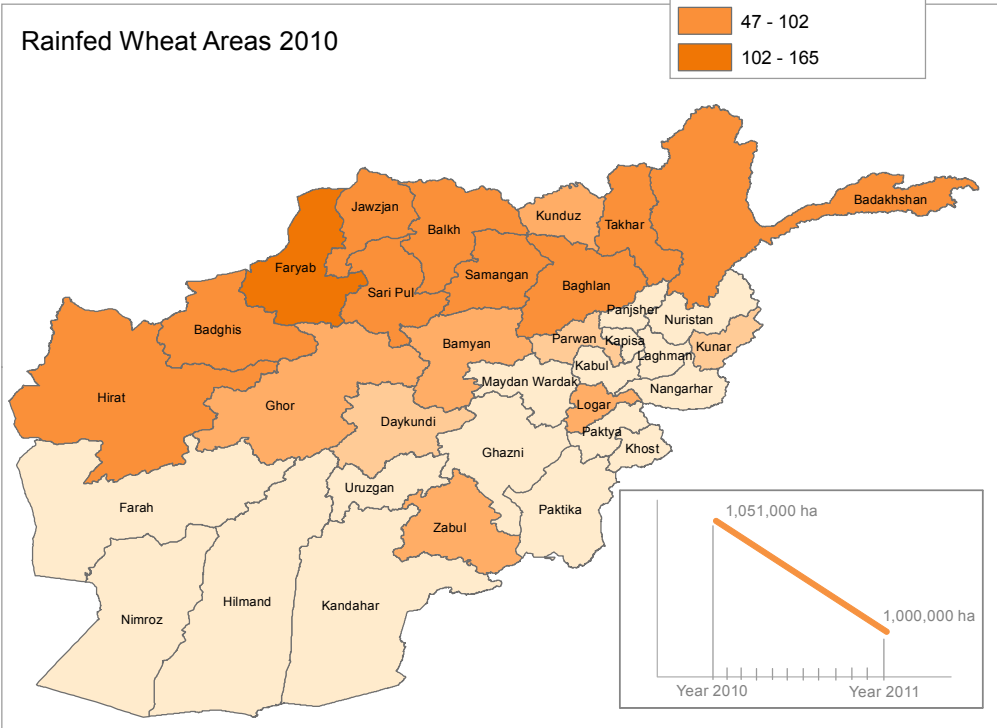 47 - 102
Rainfed Wheat Areas 2010
102 - 165
Badakhshan
Jawzjan
Kunduz
Takhar
Balkh
Faryab
Samangan
Baghlan
Sari Pul
Panjsher
Nuristan
Badghis
Parwan
Kapisa
Bamyan
Kunar
Laghman
Kabul
Maydan Wardak
Nangarhar
Hirat
Ghor
Logar
Daykundi
Paktya
Khost
Ghazni
Uruzgan
Farah
Paktika
1,051,000 ha
Zabul
Hilmand
Kandahar
Nimroz
1,000,000 ha
Year 2010
Year 2011